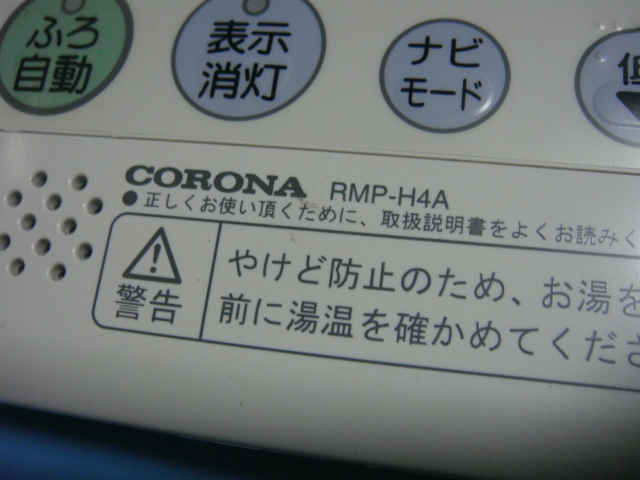 ふろ
自動
表示
消灯
ナビ
モード
低
CORONA RMP-H4A
●正しくお使い頂くために、取扱説明書をよくお読みく
警告
やけど防止のため、お湯を
前に湯温を確かめてくださ